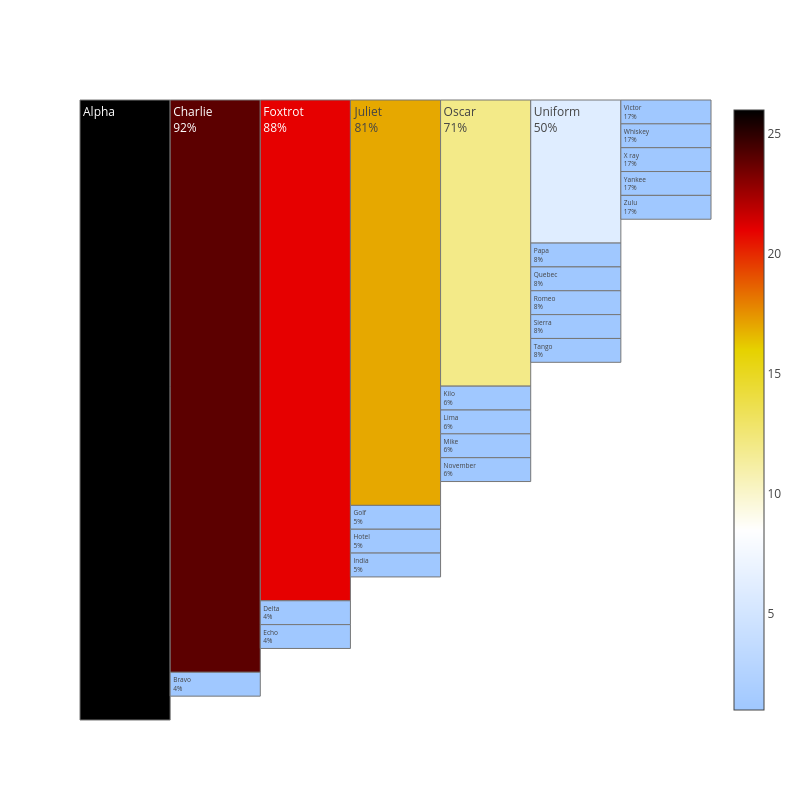 Alpha
Charlie
92%
Foxtrot
88%
Juliet
81%
Oscar
71%
Uniform
50%
Victor
17%
Whiskey
17%
X ray
17%
Yankee
17%
Zulu
17%
Papa
8%
Quebec
8%
Romeo
8%
Sierra
8%
Tango
8%
Kilo
6%
Lima
6%
Mike
6%
November
6%
Golf
5%
Hotel
5%
India
5%
Delta
4%
Echo
4%
Bravo
4%
25
20
15
10
5